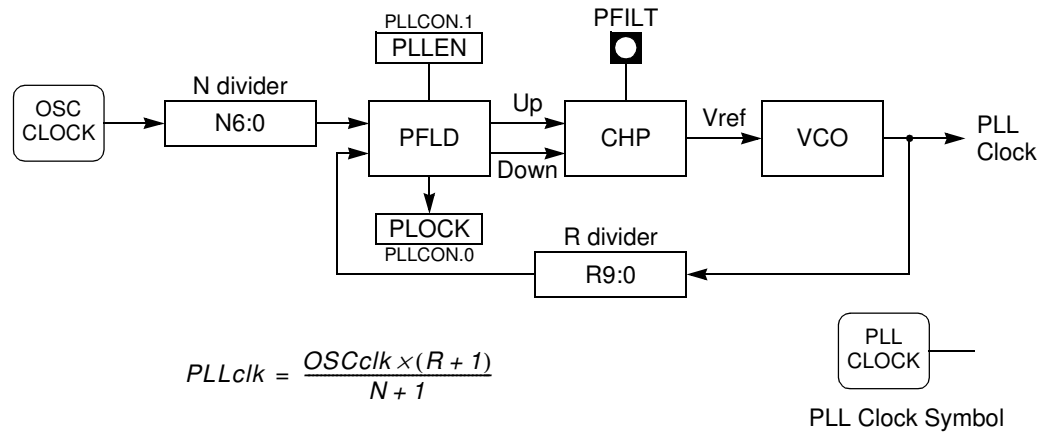 PLLCON.1
PLLEN
PFILT
OSC
CLOCK
N divider
N6:0
PFLD
Up
Down
CHP
Vref
VCO
PLL
Clock
PLOCK
PLLCON.0
R divider
R9:0
PLLclk = OSCclk × (R + 1)
N + 1
PLL
CLOCK
PLL Clock Symbol